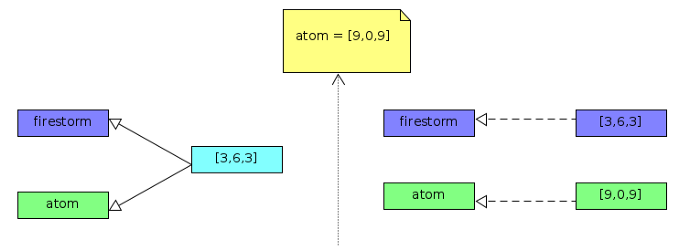 atom = [9,0,9]
firestorm
[3,6,3]
atom
firestorm
[3,6,3]
atom
[9,0,9]